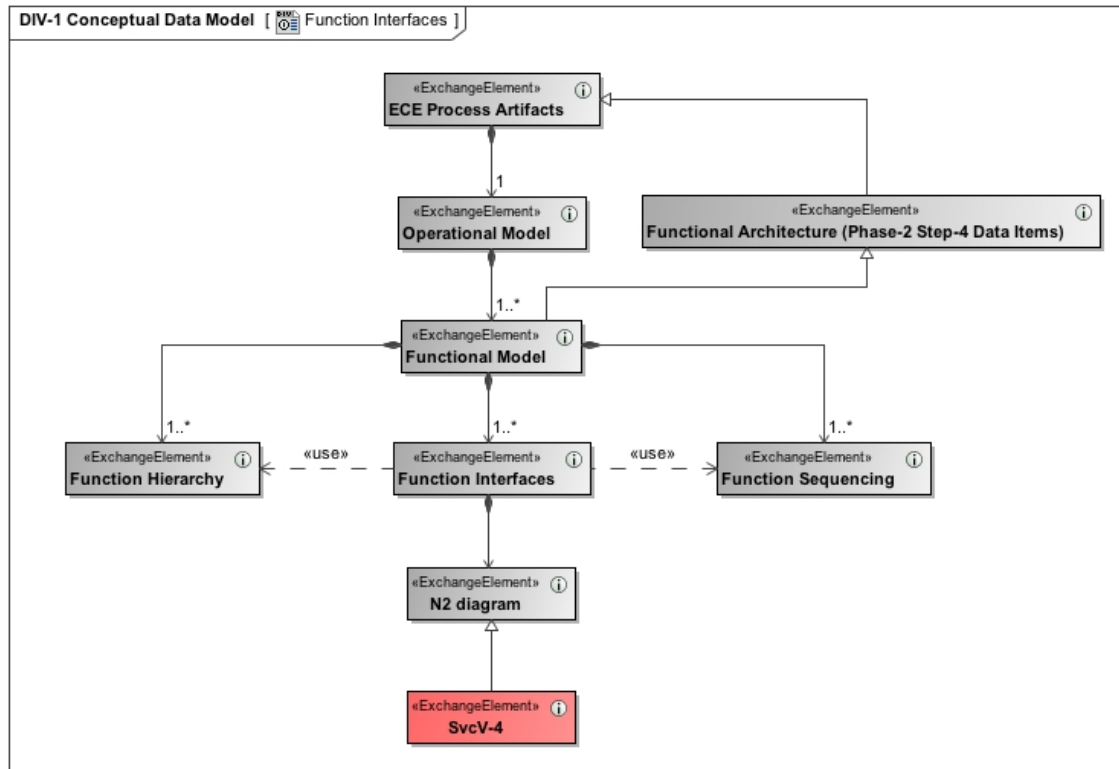 DIV-1 Conceptual Data Model [ Function Interfaces ]
«ExchangeElement»
ECE Process Artifacts
1
«ExchangeElement»
Operational Model
«ExchangeElement»
Functional Architecture (Phase-2 Step-4 Data Items)
1..*
«ExchangeElement»
Functional Model
1..*
1..*
1..*
«ExchangeElement»
Function Hierarchy
«use»
«ExchangeElement»
Function Interfaces
«use»
«ExchangeElement»
Function Sequencing
«ExchangeElement»
N2 diagram
«ExchangeElement»
SvcV-4